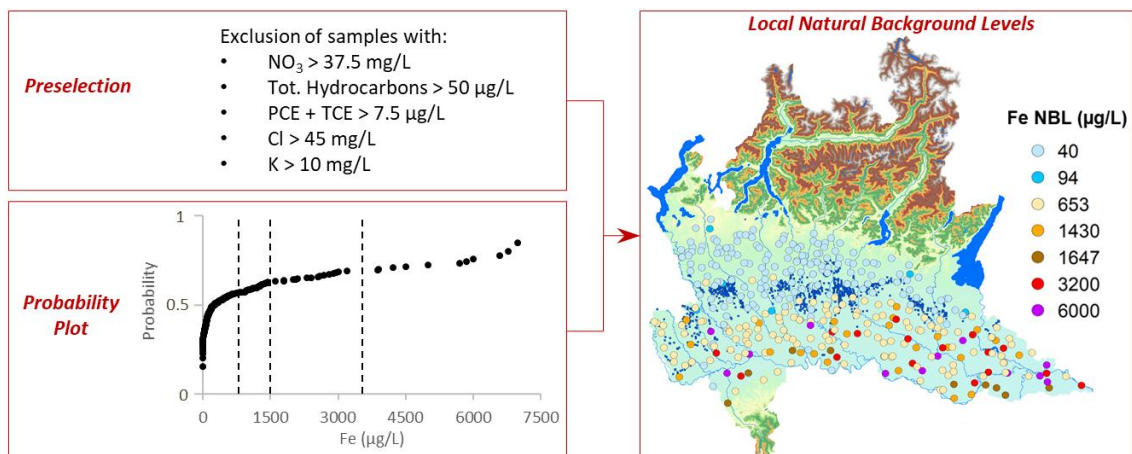 Preselection
Exclusion of samples with:
• NO₃ > 37.5 mg/L
• Tot. Hydrocarbons > 50 µg/L
• PCE + TCE > 7.5 µg/L
• Cl > 45 mg/L
• K > 10 mg/L
Probability
Plot
Probability
1
0.5
0
0 1500 3000 4500 6000 7500
Fe (µg/L)
Local Natural Background Levels
Fe NBL (µg/L)
40
94
653
1430
1647
3200
6000